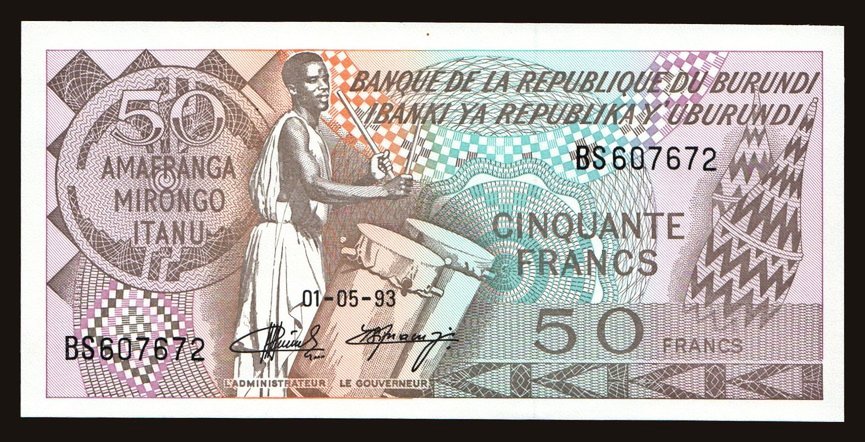 BANQUE DE LA REPUBLIQUE DU BURUNDI
IBANKI YA REPUBLIKA Y'UBURUNDI
50
AMAFRANGA
MIRONGO
ITANU
BS607672
CINQUANTE
FRANCS
01-05-93
BS607672
50 FRANCS
L'ADMINISTRATEUR LE GOUVERNEUR